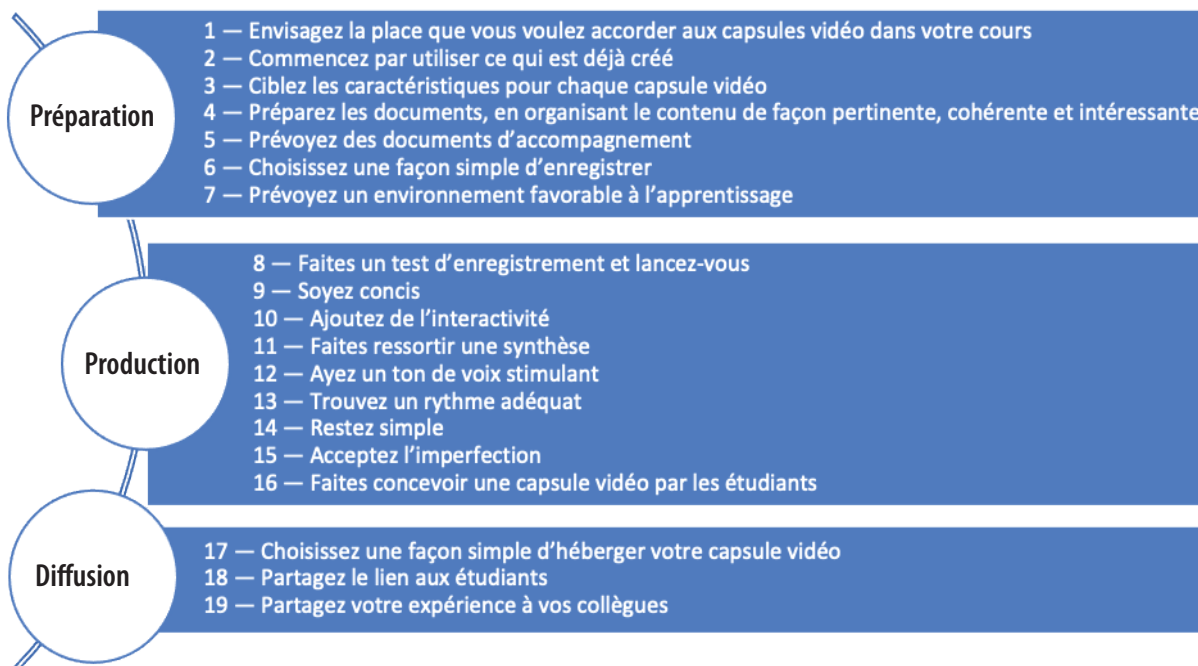 Préparation
1 — Envisagez la place que vous voulez accorder aux capsules vidéo dans votre cours
2 — Commencez par utiliser ce qui est déjà créé
3 — Ciblez les caractéristiques pour chaque capsule vidéo
4 — Préparez les documents, en organisant le contenu de façon pertinente, cohérente et intéressante
5 — Prévoyez des documents d'accompagnement
6 — Choisissez une façon simple d'enregistrer
7 — Prévoyez un environnement favorable à l'apprentissage
Production
8 — Faites un test d'enregistrement et lancez-vous
9 — Soyez concis
10 — Ajoutez de l'interactivité
11 — Faites ressortir une synthèse
12 — Ayez un ton de voix stimulant
13 — Trouvez un rythme adéquat
14 — Restez simple
15 — Acceptez l'imperfection
16 — Faites concevoir une capsule vidéo par les étudiants
Diffusion
17 — Choisissez une façon simple d'héberger votre capsule vidéo
18 — Partagez le lien aux étudiants
19 — Partagez votre expérience à vos collègues